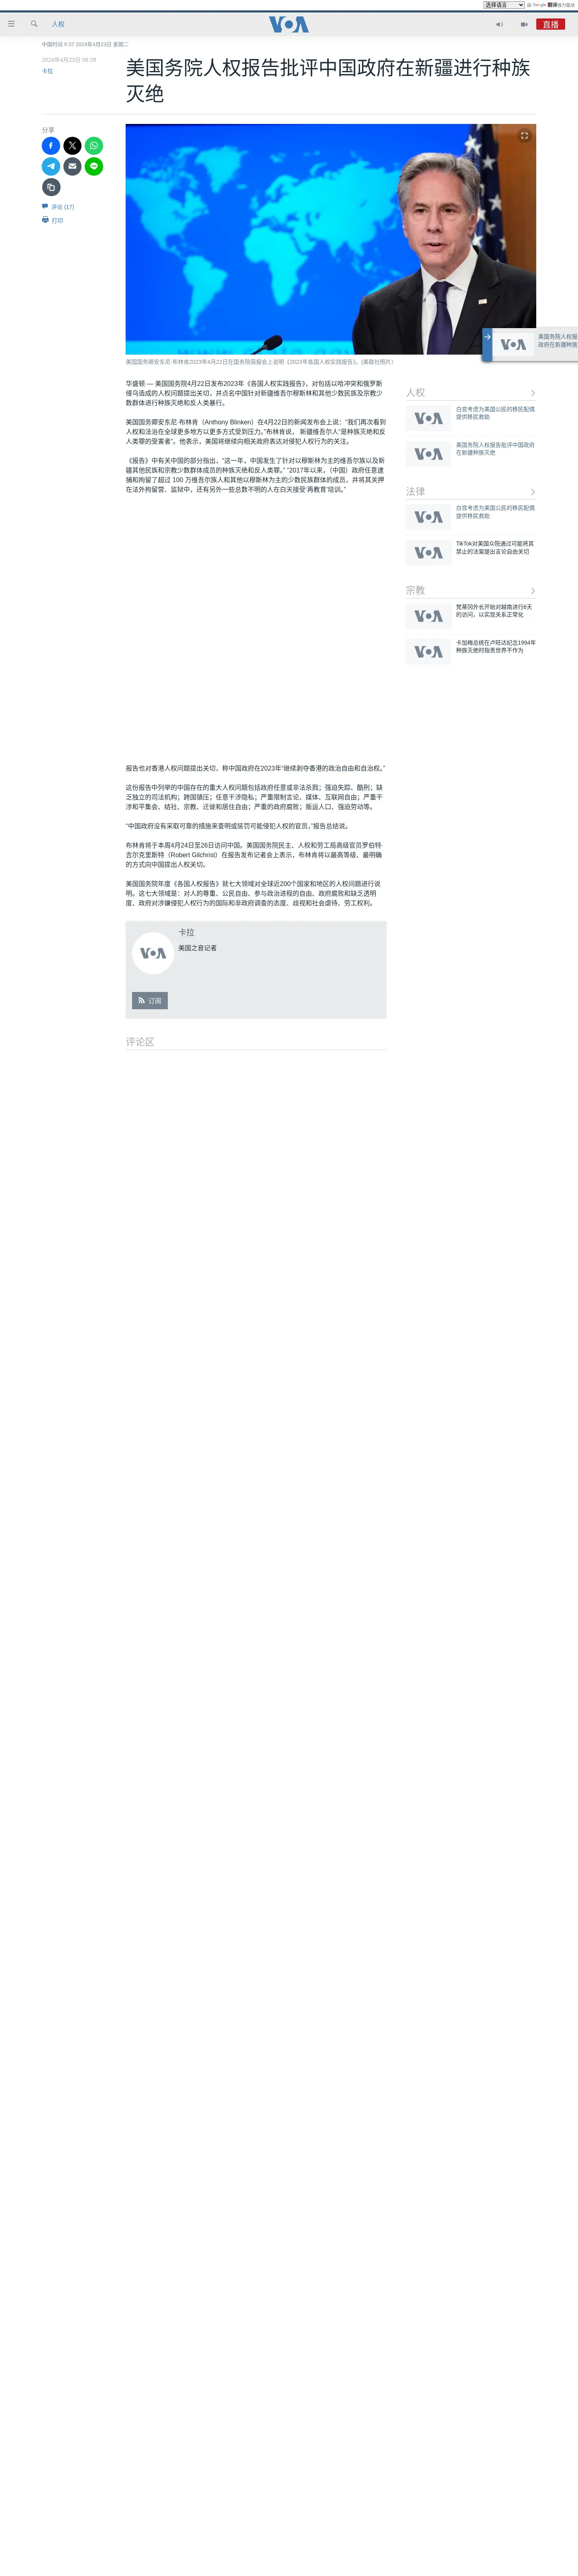 选择语言 由 Google 翻译强力驱动
人权
VOA
直播
中国时间 9:37 2024年4月23日 星期二
2024年4月23日 06:39
卡拉
美国务院人权报告批评中国政府在新疆进行种族
灭绝
分享
评论 (17)
打印
美国国务卿安东尼·布林肯2023年4月22日在国务院简报会上说明《2023年各国人权实践报告》。(美联社照片)
美国务院人权报
政府在新疆种族
VOA
华盛顿 — 美国国务院4月22日发布2023年《各国人权实践报告》，对包括以哈冲突和俄罗斯
侵乌造成的人权问题提出关切，并点名中国针对新疆维吾尔穆斯林和其他少数民族及宗教少
数群体进行种族灭绝和反人类暴行。
美国国务卿安东尼·布林肯（Anthony Blinken）在4月22日的新闻发布会上说：“我们再次看到
人权和法治在全球更多地方以更多方式受到压力。”布林肯说， 新疆维吾尔人“是种族灭绝和反
人类罪的受害者”。他表示，美国将继续向相关政府表达对侵犯人权行为的关注。
《报告》中有关中国的部分指出，“这一年，中国发生了针对以穆斯林为主的维吾尔族以及新
疆其他民族和宗教少数群体成员的种族灭绝和反人类罪。” “2017年以来，（中国）政府任意逮
捕和拘留了超过 100 万维吾尔族人和其他以穆斯林为主的少数民族群体的成员，并将其关押
在法外拘留营、监狱中，还有另外一些总数不明的人在白天接受‘再教育’培训。”
报告也对香港人权问题提出关切，称中国政府在2023年“继续剥夺香港的政治自由和自治权。”
这份报告中列举的中国存在的重大人权问题包括政府任意或非法杀戮；强迫失踪、酷刑；缺
乏独立的司法机构；跨国镇压；任意干涉隐私；严重限制言论、媒体、互联网自由；严重干
涉和平集会、结社、宗教、迁徙和居住自由；严重的政府腐败；贩运人口、强迫劳动等。
“中国政府没有采取可靠的措施来查明或惩罚可能侵犯人权的官员，”报告总结说。
布林肯将于本周4月24日至26日访问中国。美国国务院民主、人权和劳工局高级官员罗伯特·
吉尔克里斯特（Robert Gilchrist）在报告发布记者会上表示，布林肯将以最高等级、最明确
的方式向中国提出人权关切。
美国国务院年度《各国人权报告》就七大领域对全球近200个国家和地区的人权问题进行说
明。这七大领域是：对人的尊重、公民自由、参与政治进程的自由、政府腐败和缺乏透明
度、政府对涉嫌侵犯人权行为的国际和非政府调查的态度、歧视和社会虐待、劳工权利。
VOA
卡拉
美国之音记者
订阅
评论区
人权
VOA
白宫考虑为美国公民的移民配偶
提供移民救助
VOA
美国务院人权报告批评中国政府
在新疆种族灭绝
法律
VOA
白宫考虑为美国公民的移民配偶
提供移民救助
VOA
TikTok对美国众院通过可能将其
禁止的法案提出言论自由关切
宗教
VOA
梵蒂冈外长开始对越南进行6天
的访问，以实现关系正常化
VOA
卡加梅总统在卢旺达纪念1994年
种族灭绝时指责世界不作为